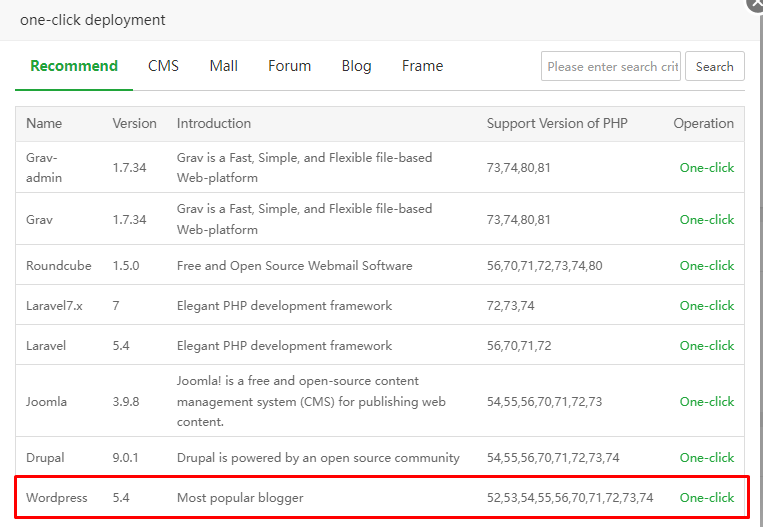 one-click deployment
Recommend CMS Mall Forum Blog Frame Please enter search crit Search
Name Version Introduction Support Version of PHP Operation
Grav-
admin 1.7.34 Grav is a Fast, Simple, and Flexible file-based
Web-platform 73,74,80,81 One-click
Grav 1.7.34 Grav is a Fast, Simple, and Flexible file-based
Web-platform 73,74,80,81 One-click
Roundcube 1.5.0 Free and Open Source Webmail Software 56,70,71,72,73,74,80 One-click
Laravel7.x 7 Elegant PHP development framework 72,73,74 One-click
Laravel 5.4 Elegant PHP development framework 56,70,71,72 One-click
Joomla 3.9.8 Joomla! is a free and open-source content
management system (CMS) for publishing web
content. 54,55,56,70,71,72,73 One-click
Drupal 9.0.1 Drupal is powered by an open source community 54,55,56,70,71,72,73,74 One-click
Wordpress 5.4 Most popular blogger 52,53,54,55,56,70,71,72,73,74 One-click